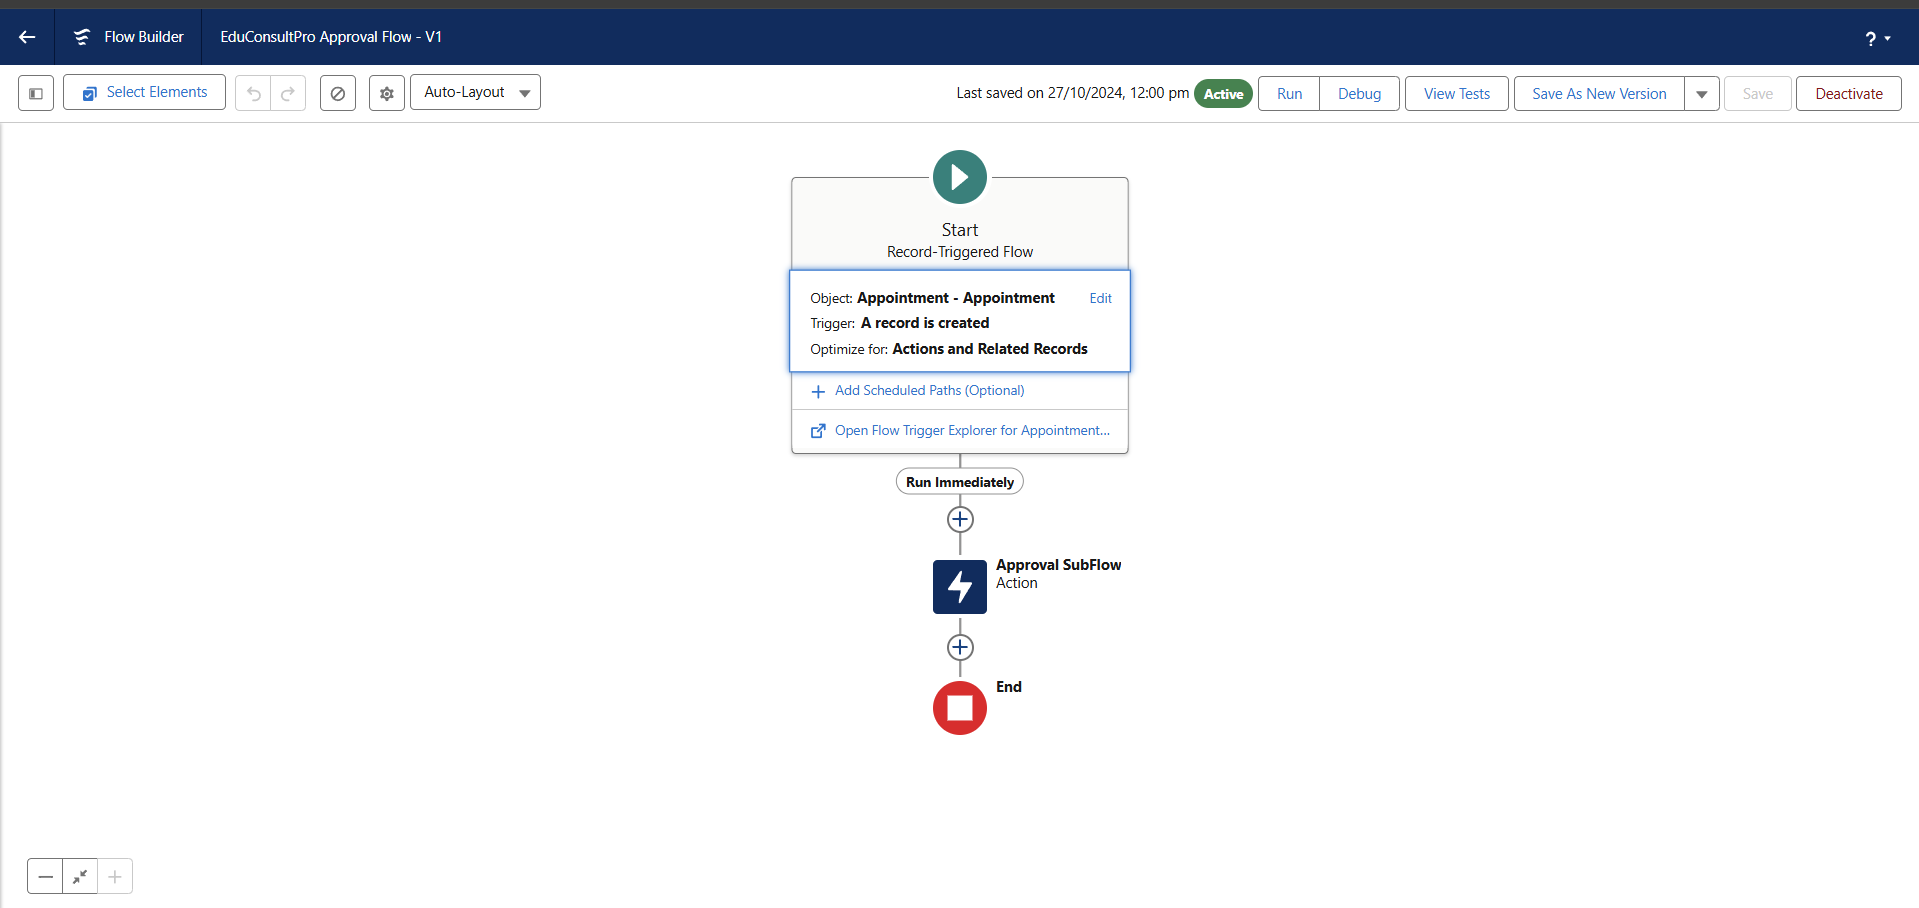 Flow Builder
EduConsultPro Approval Flow - V1
?
Select Elements
Auto-Layout
Last saved on 27/10/2024, 12:00 pm
Active
Run
Debug
View Tests
Save As New Version
Save
Deactivate
Start
Record-Triggered Flow
Object: Appointment - Appointment
Edit
Trigger: A record is created
Optimize for: Actions and Related Records
Add Scheduled Paths (Optional)
Open Flow Trigger Explorer for Appointment...
Run Immediately
Approval SubFlow
Action
End